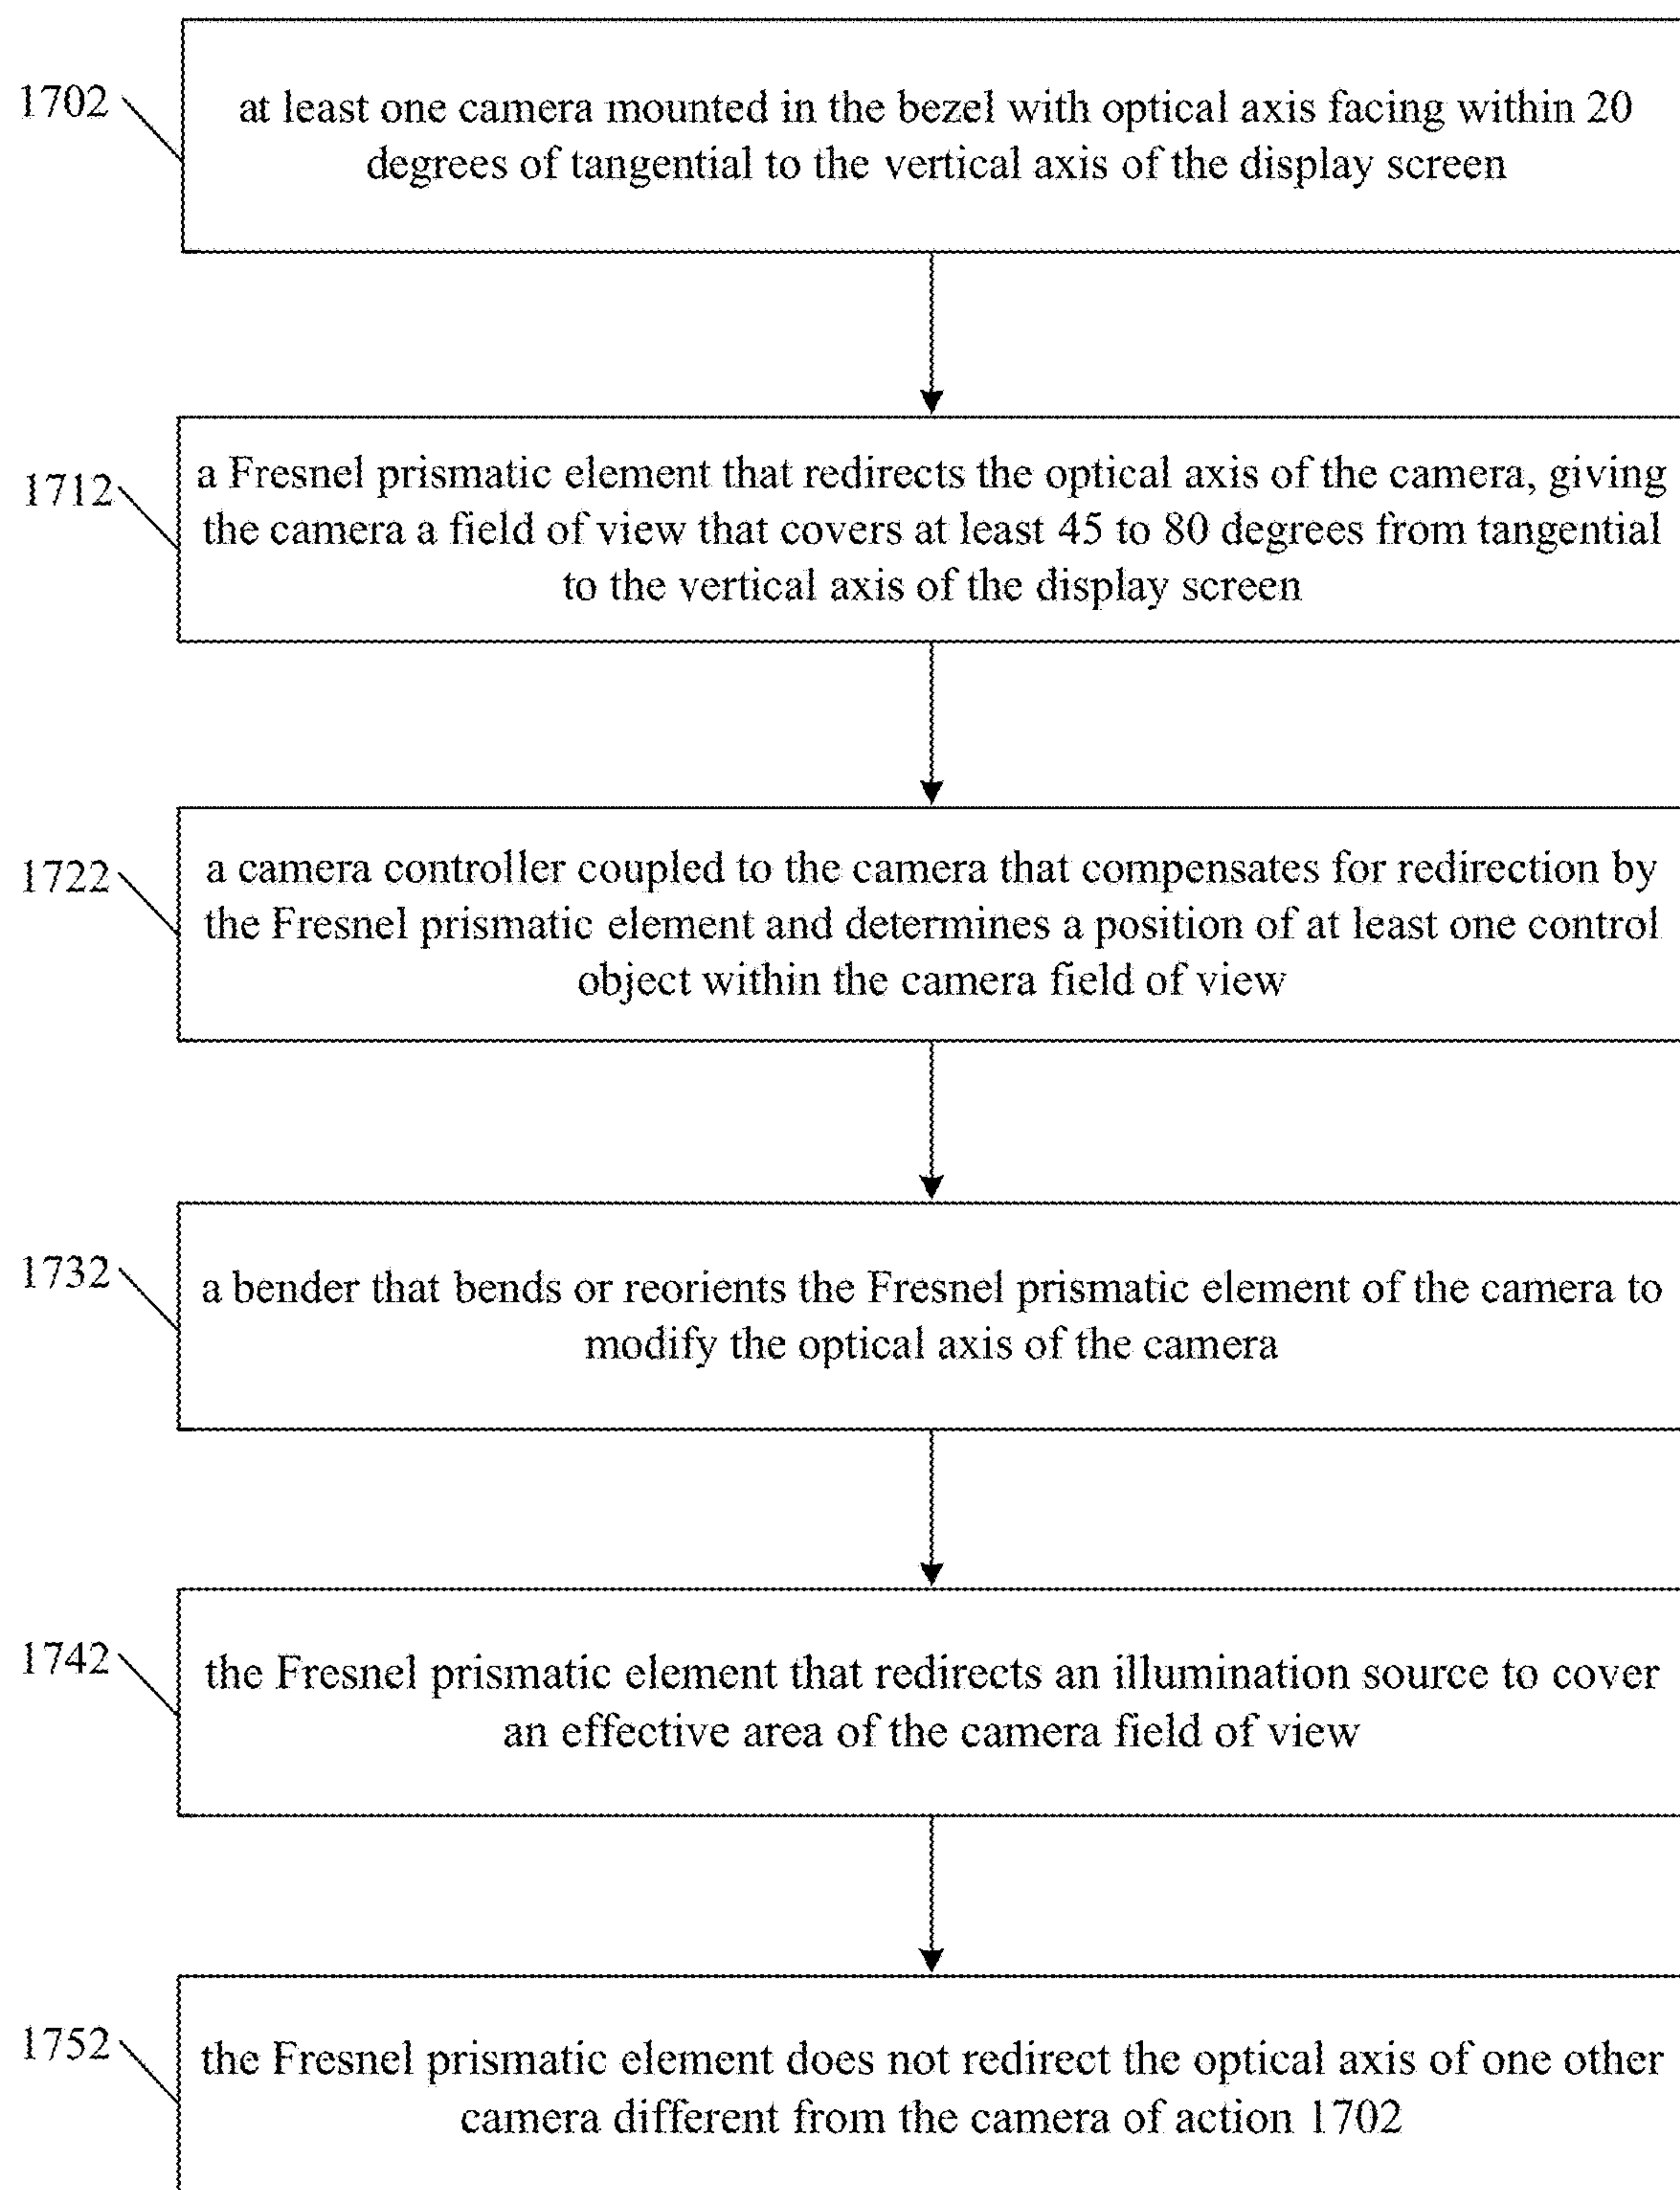 1702
at least one camera mounted in the bezel with optical axis facing within 20
degrees of tangential to the vertical axis of the display screen
1712
a Fresnel prismatic element that redirects the optical axis of the camera, giving
the camera a field of view that covers at least 45 to 80 degrees from tangential
to the vertical axis of the display screen
1722
a camera controller coupled to the camera that compensates for redirection by
the Fresnel prismatic element and determines a position of at least one control
object within the camera field of view
1732
a bender that bends or reorients the Fresnel prismatic element of the camera to
modify the optical axis of the camera
1742
the Fresnel prismatic element that redirects an illumination source to cover
an effective area of the camera field of view
1752
the Fresnel prismatic element does not redirect the optical axis of one other
camera different from the camera of action 1702